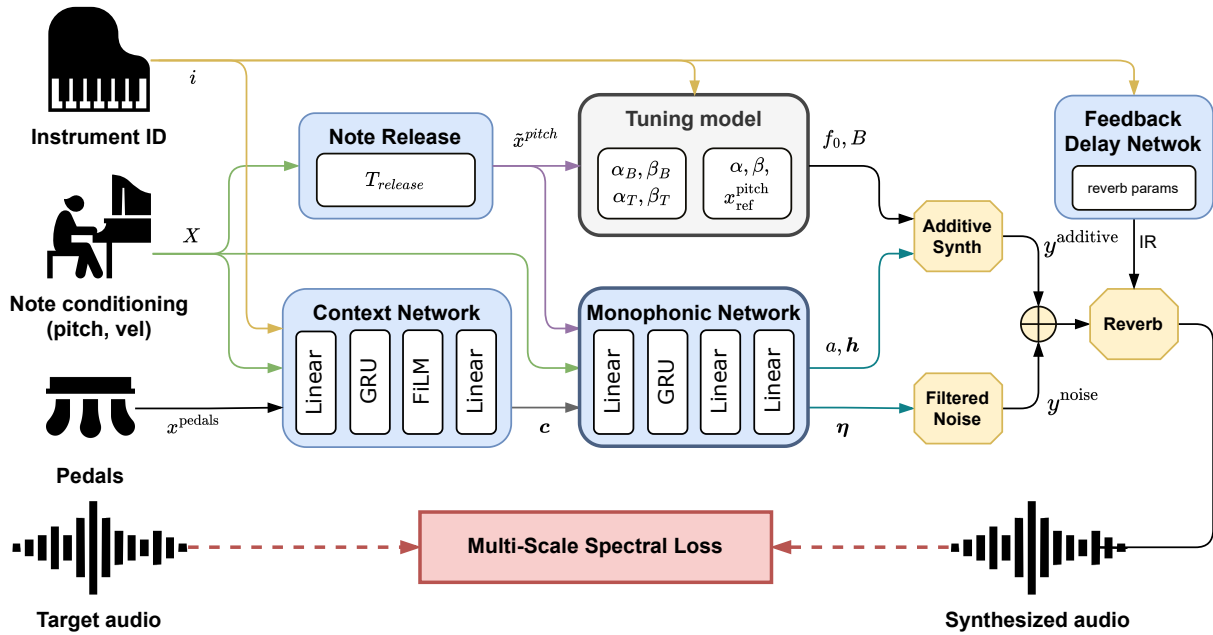 Instrument ID
i
Note conditioning
(pitch, vel)
X
Pedals
x^pedals
Note Release
T_release
x̃^pitch
Tuning model
α_B, β_B
α_T, β_T
α, β,
x_ref^pitch
f_0, B
Feedback
Delay Netwok
reverb params
IR
Context Network
Linear
GRU
FiLM
Linear
c
Monophonic Network
Linear
GRU
Linear
Linear
a, h
η
Additive
Synth
y^additive
Filtered
Noise
y^noise
Reverb
Target audio
Multi-Scale Spectral Loss
Synthesized audio